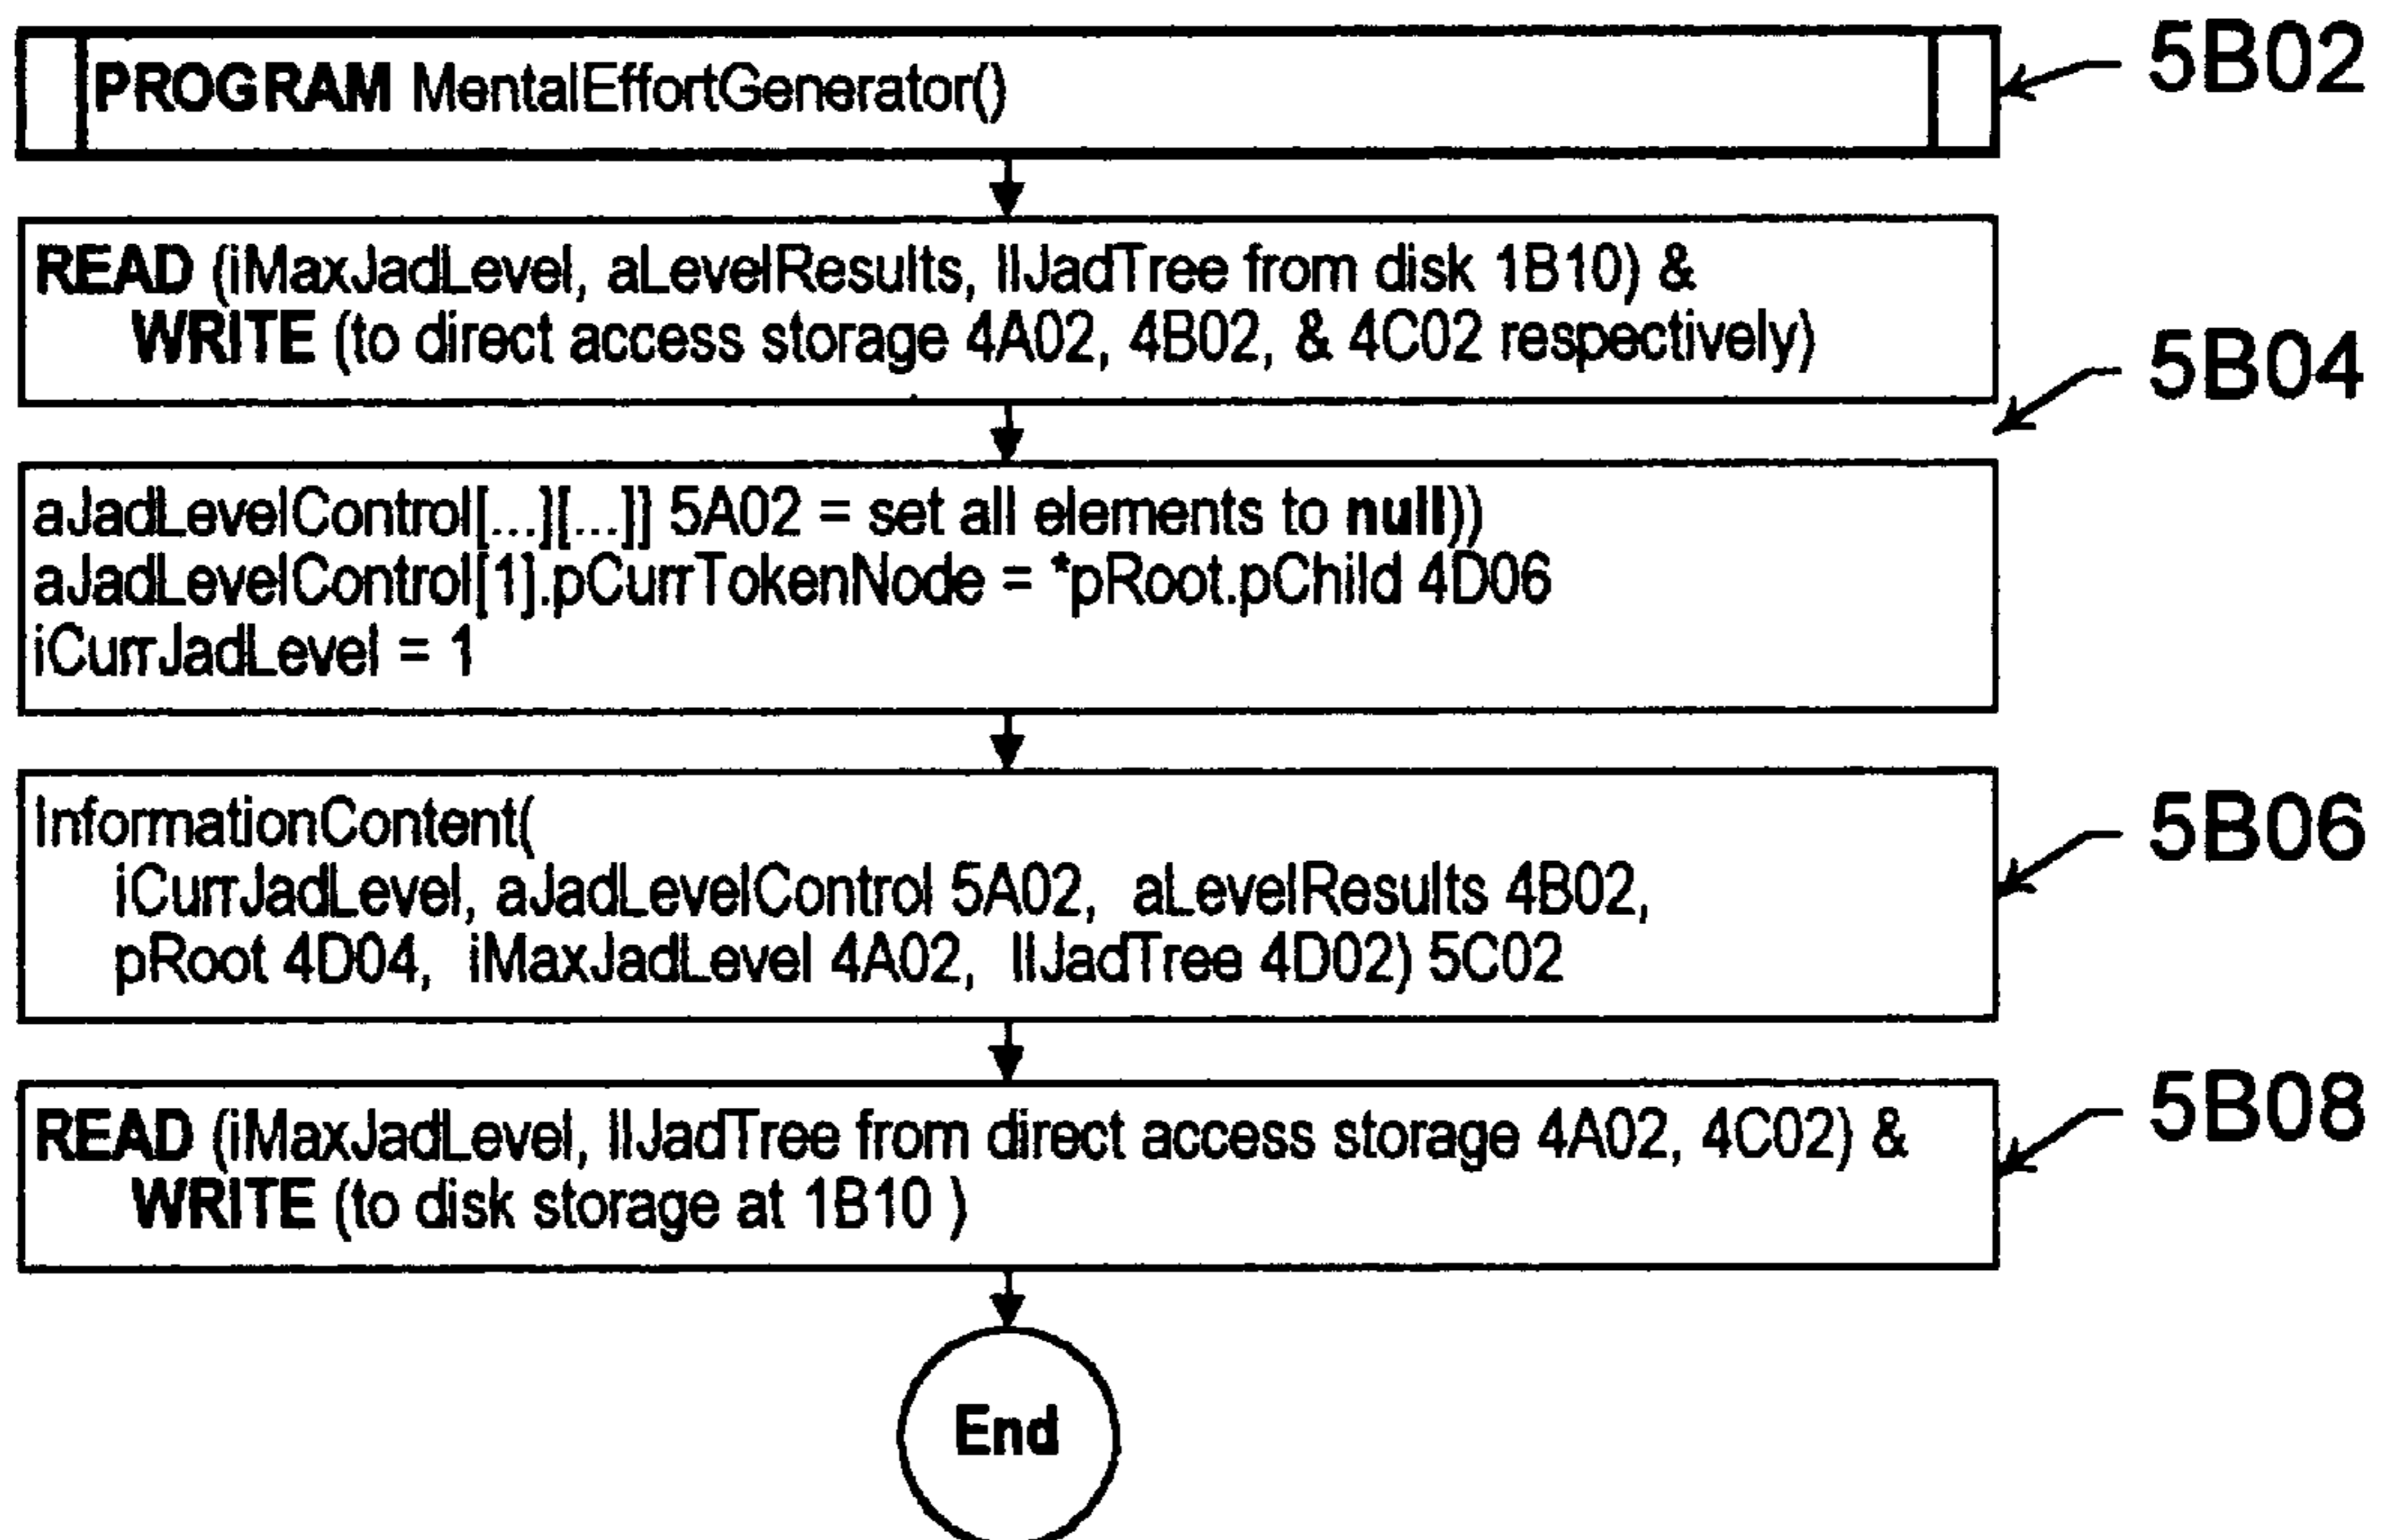 PROGRAM MentalEffortGenerator()
5B02
READ (iMaxJadLevel, aLevelResults, llJadTree from disk 1B10) &
WRITE (to direct access storage 4A02, 4B02, & 4C02 respectively)
5B04
aJadLevelControl[...][...]] 5A02 = set all elements to null))
aJadLevelControl[1].pCurrTokenNode = *pRoot.pChild 4D06
iCurrJadLevel = 1
InformationContent(
5B06
iCurrJadLevel, aJadLevelControl 5A02, aLevelResults 4B02,
pRoot 4D04, iMaxJadLevel 4A02, llJadTree 4D02) 5C02
READ (iMaxJadLevel, llJadTree from direct access storage 4A02, 4C02) &
5B08
WRITE (to disk storage at 1B10 )
End